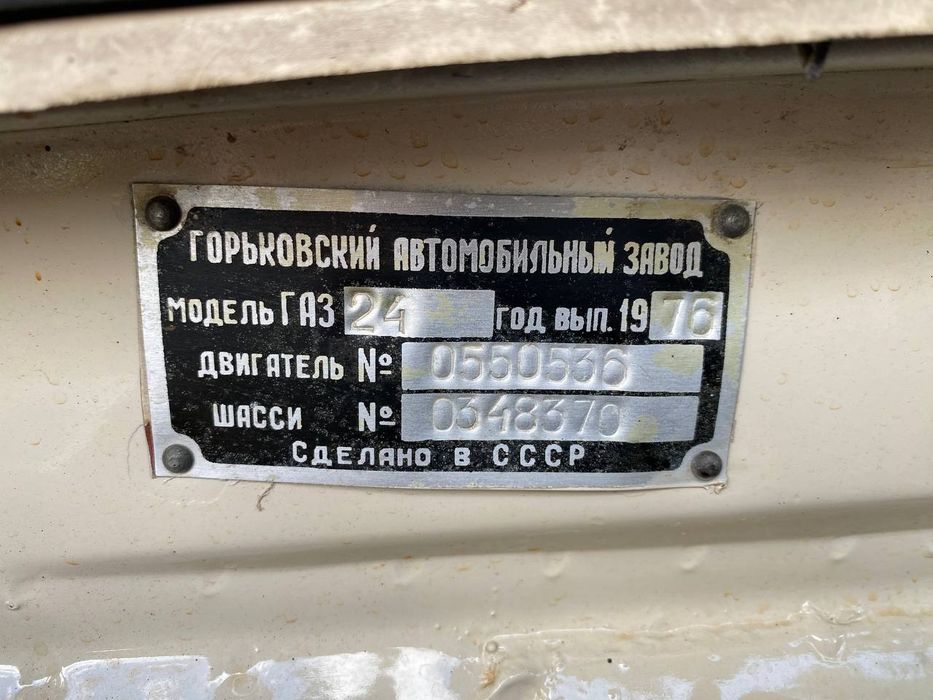 ГОРЬКОВСКИЙ АВТОМОБИЛЬНЫЙ ЗАВОД
МОДЕЛЬ ГАЗ 24 ГОД ВЫП. 1976
ДВИГАТЕЛЬ № 0550536
ШАССИ № 0348370
СДЕЛАНО В СССР